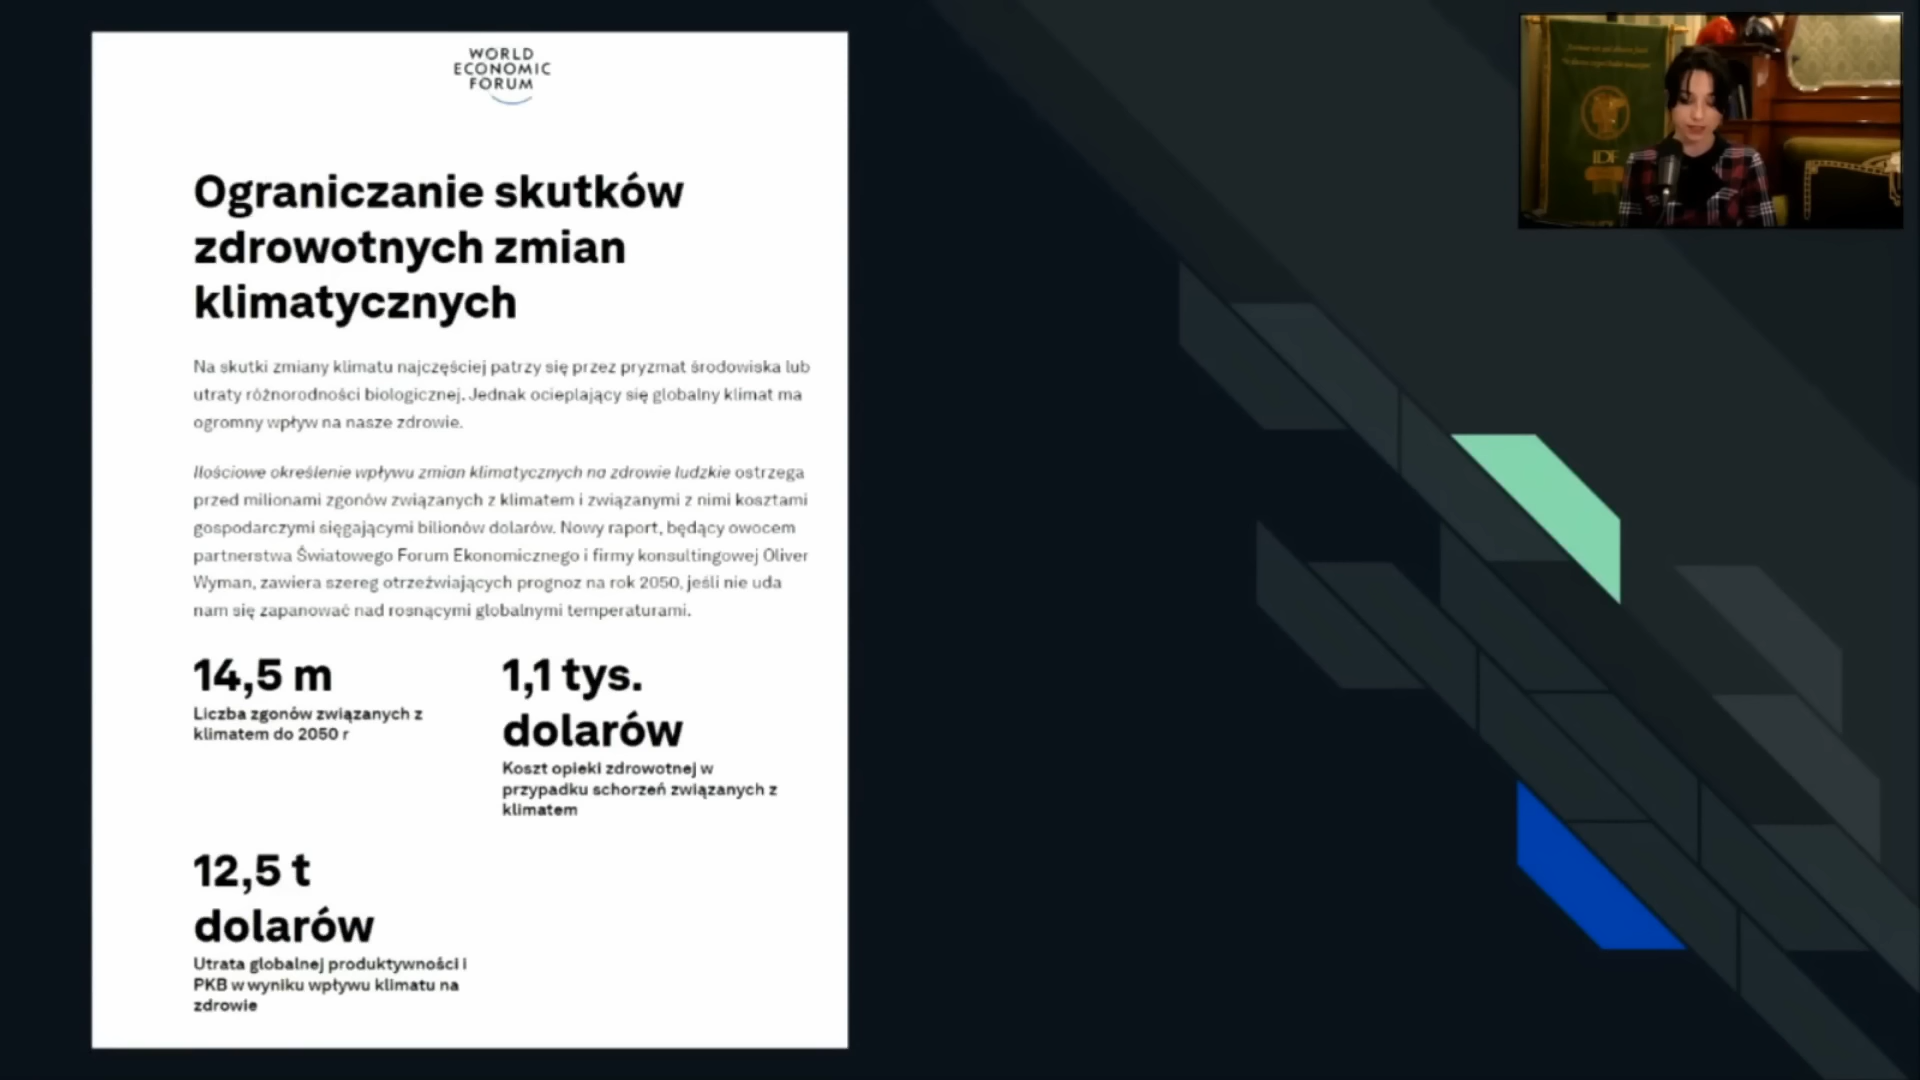 WORLD
ECONOMIC
FORUM
Ograniczanie skutków
zdrowotnych zmian
klimatycznych
Na skutki zmiany klimatu najczęściej patrzy się przez pryzmat środowiska lub
utraty różnorodności biologicznej. Jednak ocieplający się globalny klimat ma
ogromny wpływ na nasze zdrowie.
Ilościowe określenie wpływu zmian klimatycznych na zdrowie ludzkie ostrzega
przed milionami zgonów związanych z klimatem i związanymi z nimi kosztami
gospodarczymi sięgającymi bilionów dolarów. Nowy raport, będący owocem
partnerstwa Światowego Forum Ekonomicznego i firmy konsultingowej Oliver
Wyman, zawiera szereg otrzeźwiających prognoz na rok 2050, jeśli nie uda
nam się zapanować nad rosnącymi globalnymi temperaturami.
14,5 m
Liczba zgonów związanych z
klimatem do 2050 r
1,1 tys.
dolarów
Koszt opieki zdrowotnej w
przypadku schorzeń związanych z
klimatem
12,5 t
dolarów
Utrata globalnej produktywności i
PKB w wyniku wpływu klimatu na
zdrowie
IDF